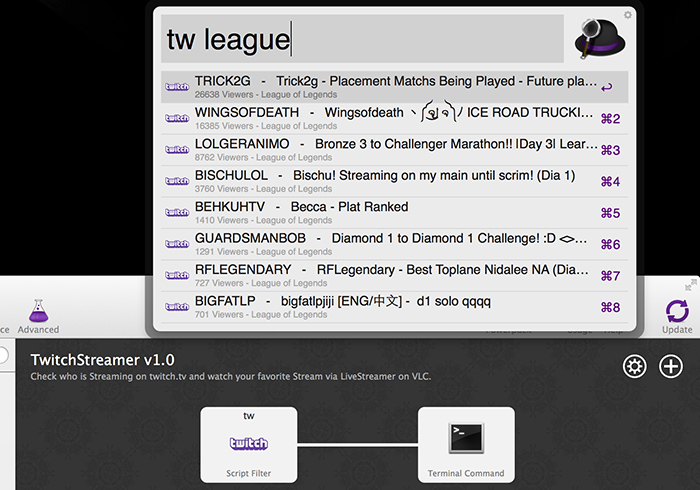 tw league
twitch TRICK2G - Trick2g - Placement Matchs Being Played - Future pla... ↩
26638 Viewers - League of Legends
twitch WINGSOFDEATH - Wingsofdeath ヽ༼ຈل͜ຈ༽ﾉ ICE ROAD TRUCKI... ⌘2
16385 Viewers - League of Legends
twitch LOLGERANIMO - Bronze 3 to Challenger Marathon!! |Day 3| Lear... ⌘3
8762 Viewers - League of Legends
twitch BISCHULOL - Bischu! Streaming on my main until scrim! (Dia 1) ⌘4
3760 Viewers - League of Legends
twitch BEHKUHTV - Becca - Plat Ranked ⌘5
1410 Viewers - League of Legends
twitch GUARDSMANBOB - Diamond 1 to Diamond 1 Challenge! :D <>... ⌘6
1291 Viewers - League of Legends
twitch RFLEGENDARY - RFLegendary - Best Toplane Nidalee NA (Dia... ⌘7
727 Viewers - League of Legends
twitch BIGFATLP - bigfatlpjiji [ENG/中文] - d1 solo qqqq ⌘8
701 Viewers - League of Legends
Advanced Update
TwitchStreamer v1.0
Check who is Streaming on twitch.tv and watch your favorite Stream via LiveStreamer on VLC.
tw
twitch
Script Filter Terminal Command